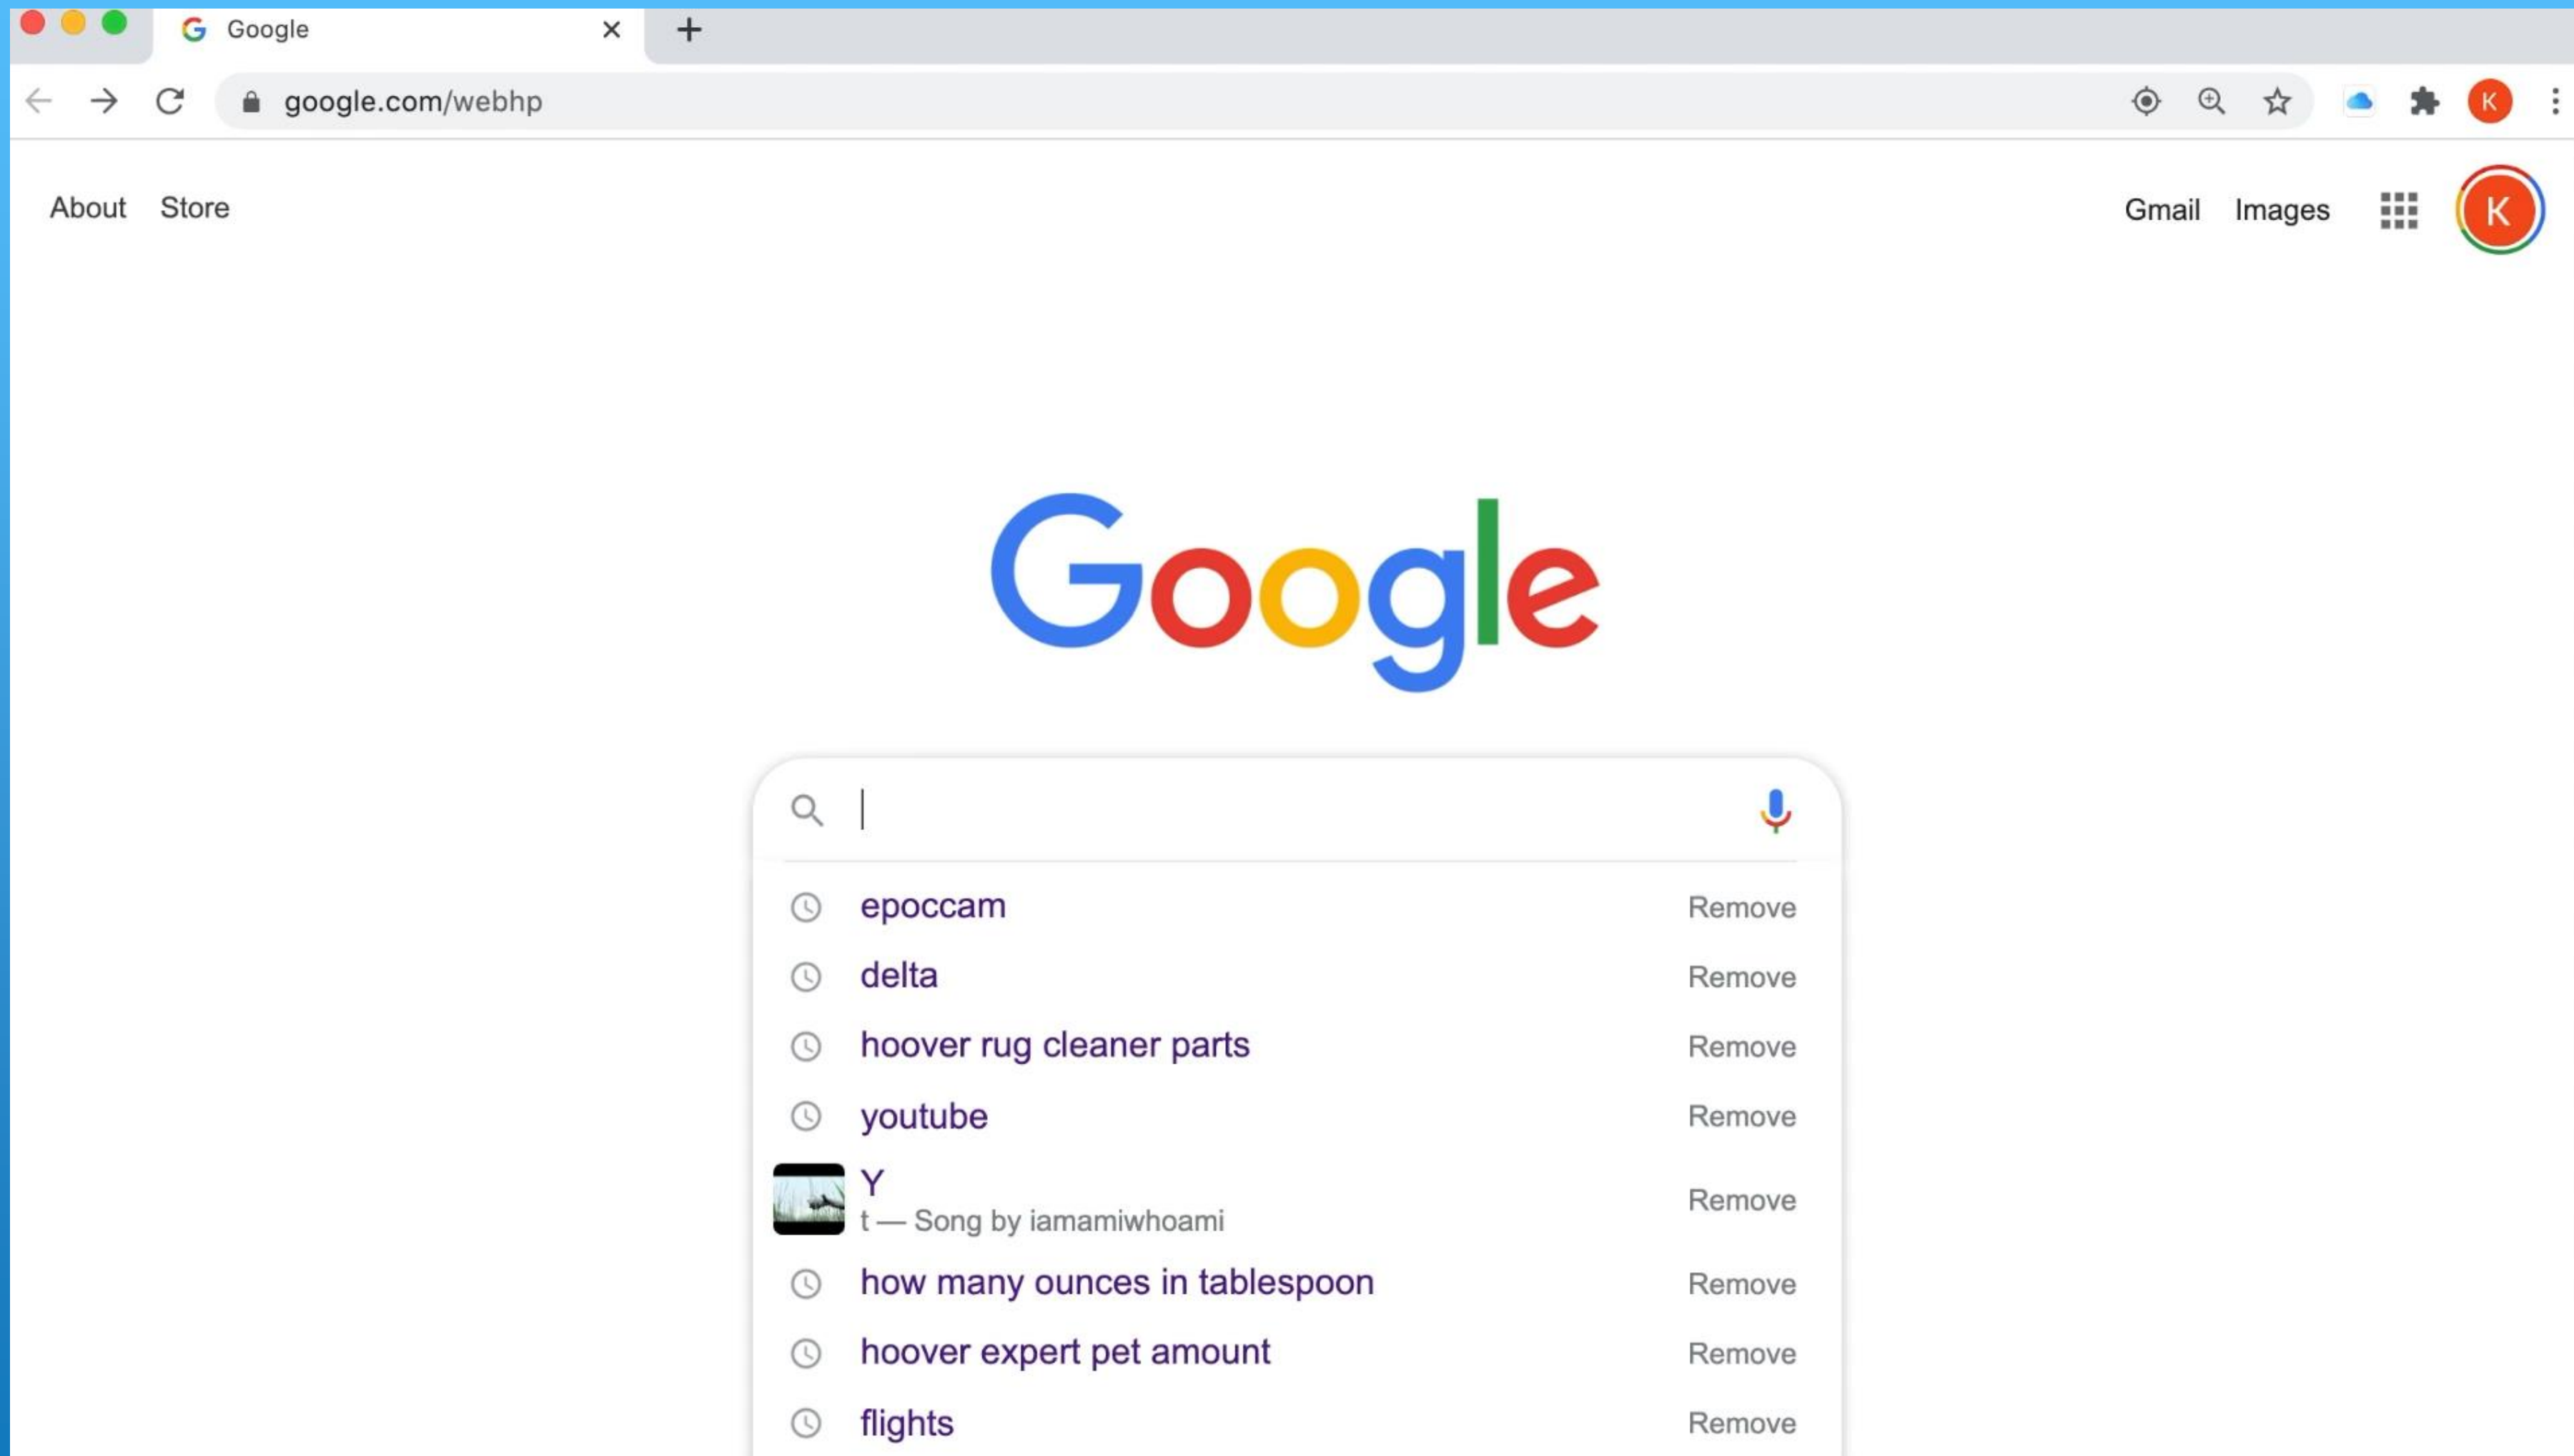 Google
google.com/webhp
K
About Store
Gmail Images
K
Google
epoccam Remove
delta Remove
hoover rug cleaner parts Remove
youtube Remove
Y
t — Song by iamamiwhoami Remove
how many ounces in tablespoon Remove
hoover expert pet amount Remove
flights Remove